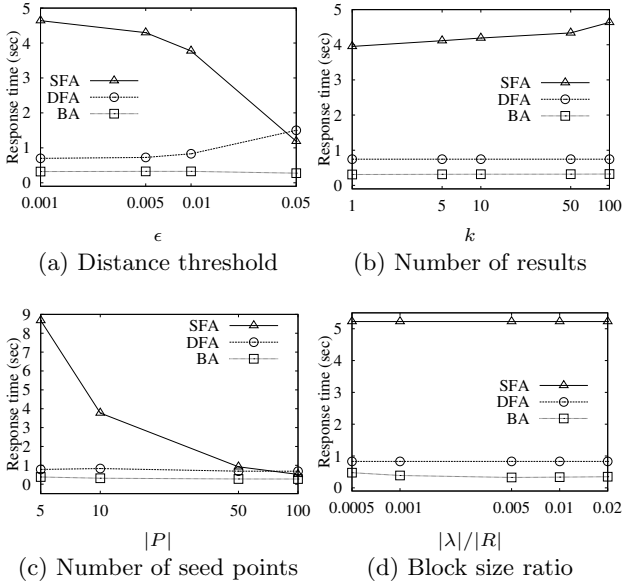 Response time (sec)
5
4
3
2
1
0
SFA
DFA
BA
0.001
0.005
0.01
0.05
ϵ
(a) Distance threshold
Response time (sec)
5
4
3
2
1
0
SFA
DFA
BA
1
5
10
50
100
k
(b) Number of results
Response time (sec)
9
8
7
6
5
4
3
2
1
0
SFA
DFA
BA
5
10
50
100
|P|
(c) Number of seed points
Response time (sec)
5
4
3
2
1
0
SFA
DFA
BA
0.0005
0.001
0.005
0.01
0.02
|λ|/|R|
(d) Block size ratio